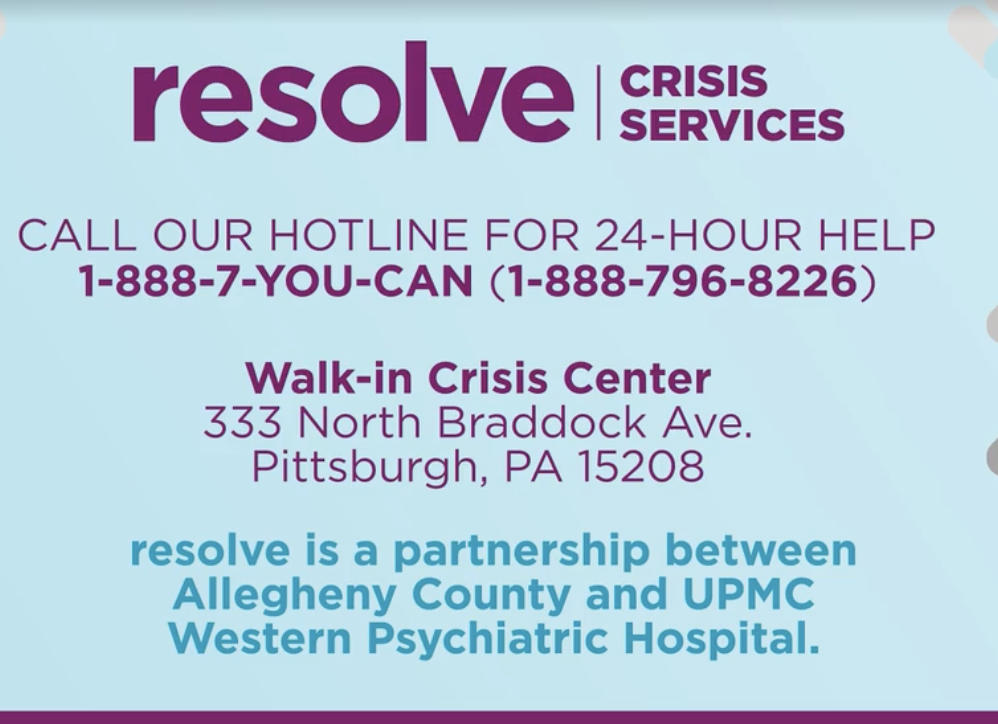 resolve | CRISIS
SERVICES
CALL OUR HOTLINE FOR 24-HOUR HELP
1-888-7-YOU-CAN (1-888-796-8226)
Walk-in Crisis Center
333 North Braddock Ave.
Pittsburgh, PA 15208
resolve is a partnership between
Allegheny County and UPMC
Western Psychiatric Hospital.